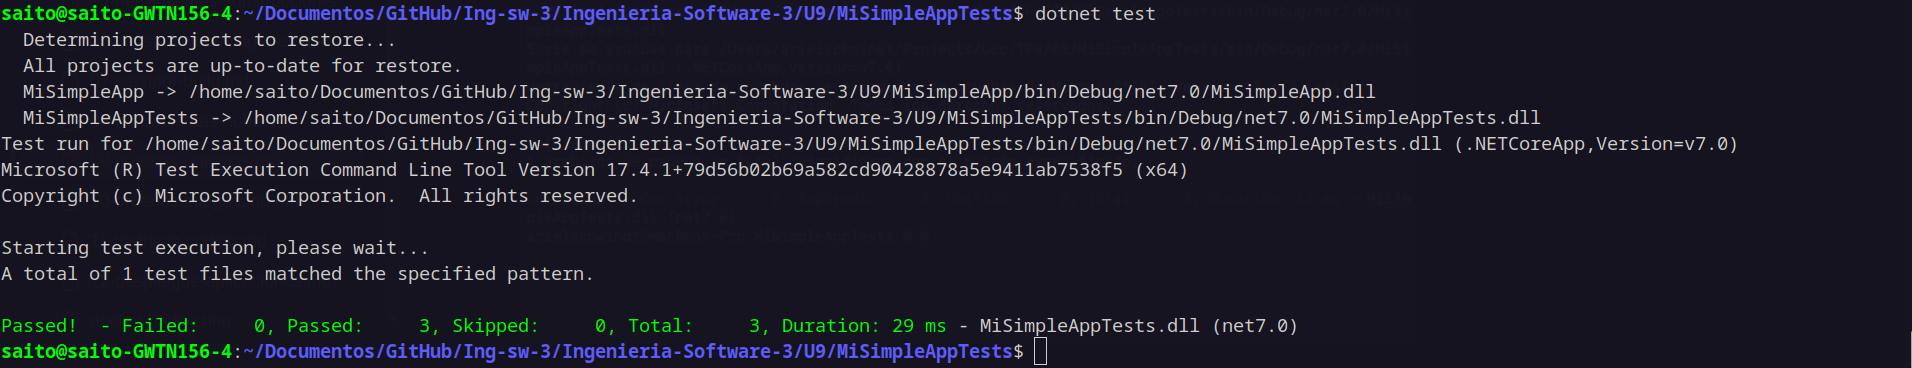 saito@saito-GWTN156-4:~/Documentos/GitHub/Ing-sw-3/Ingenieria-Software-3/U9/MiSimpleAppTests$ dotnet test
  Determining projects to restore...
  All projects are up-to-date for restore.
  MiSimpleApp -> /home/saito/Documentos/GitHub/Ing-sw-3/Ingenieria-Software-3/U9/MiSimpleApp/bin/Debug/net7.0/MiSimpleApp.dll
  MiSimpleAppTests -> /home/saito/Documentos/GitHub/Ing-sw-3/Ingenieria-Software-3/U9/MiSimpleAppTests/bin/Debug/net7.0/MiSimpleAppTests.dll
Test run for /home/saito/Documentos/GitHub/Ing-sw-3/Ingenieria-Software-3/U9/MiSimpleAppTests/bin/Debug/net7.0/MiSimpleAppTests.dll (.NETCoreApp,Version=v7.0)
Microsoft (R) Test Execution Command Line Tool Version 17.4.1+79d56b02b69a582cd90428878a5e9411ab7538f5 (x64)
Copyright (c) Microsoft Corporation.  All rights reserved.

Starting test execution, please wait...
A total of 1 test files matched the specified pattern.

Passed!  - Failed:     0, Passed:     3, Skipped:     0, Total:     3, Duration: 29 ms - MiSimpleAppTests.dll (net7.0)
saito@saito-GWTN156-4:~/Documentos/GitHub/Ing-sw-3/Ingenieria-Software-3/U9/MiSimpleAppTests$